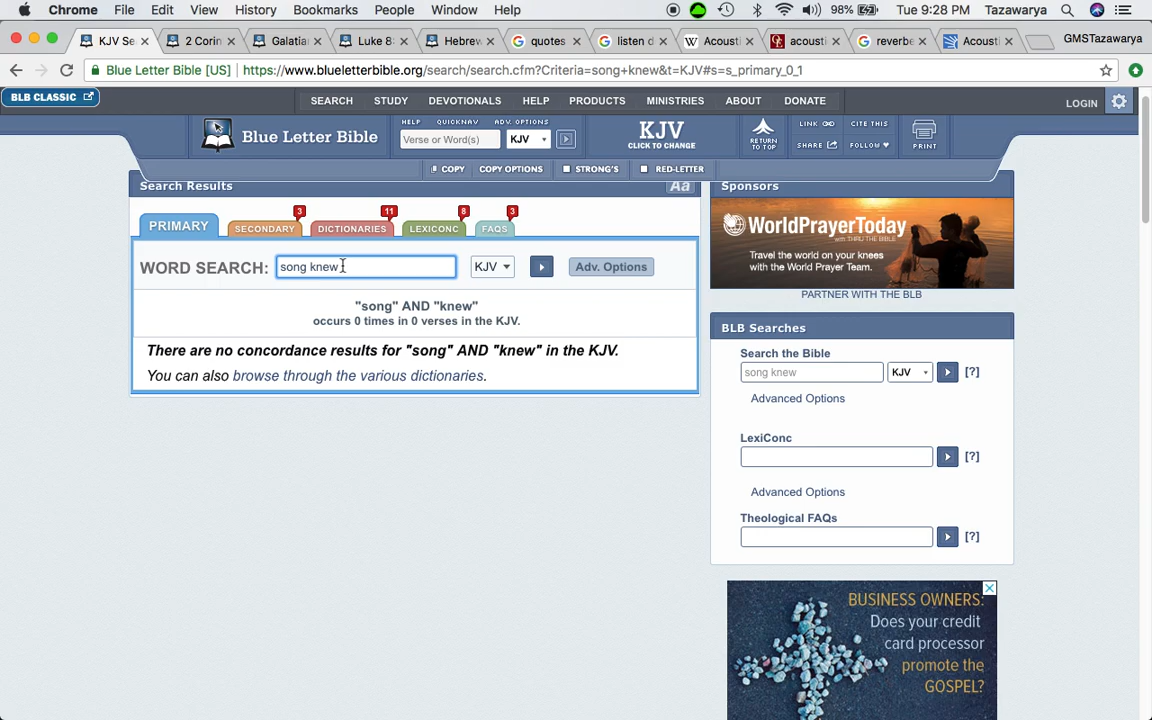 Chrome File Edit View History Bookmarks People Window Help 98% Tue 9:28 PM Tazawarya
KJV Se 2 Corin Galatia Luke 8 Hebrew quotes listen d Acousti acousti reverbe Acousti GMSTazawarya
Blue Letter Bible [US] https://www.blueletterbible.org/search/search.cfm?Criteria=song+knew&t=KJV#s=s_primary_0_1
BLB CLASSIC SEARCH STUDY DEVOTIONALS HELP PRODUCTS MINISTRIES ABOUT DONATE LOGIN
HELP QUICKNAV ADV. OPTIONS
Blue Letter Bible Verse or Word(s) KJV
KJV
CLICK TO CHANGE
RETURN TO TOP
LINK CITE THIS
SHARE FOLLOW
PRINT
COPY COPY OPTIONS STRONG'S RED-LETTER
Search Results Aa
3 11 8 3
PRIMARY SECONDARY DICTIONARIES LEXICONC FAQS
WORD SEARCH: song knew KJV Adv. Options
"song" AND "knew"
occurs 0 times in 0 verses in the KJV.
There are no concordance results for "song" AND "knew" in the KJV.
You can also browse through the various dictionaries.
Sponsors
WorldPrayerToday
with THRU the BIBLE
Travel the world on your knees
with the World Prayer Team.
PARTNER WITH THE BLB
BLB Searches
Search the Bible
song knew KJV [?]
Advanced Options
LexiConc
[?]
Advanced Options
Theological FAQs
[?]
BUSINESS OWNERS:
Does your credit
card processor
promote the
GOSPEL?